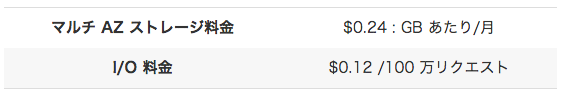 マルチ AZ ストレージ料金 $0.24 : GB あたり/月
I/O 料金 $0.12 /100 万リクエスト